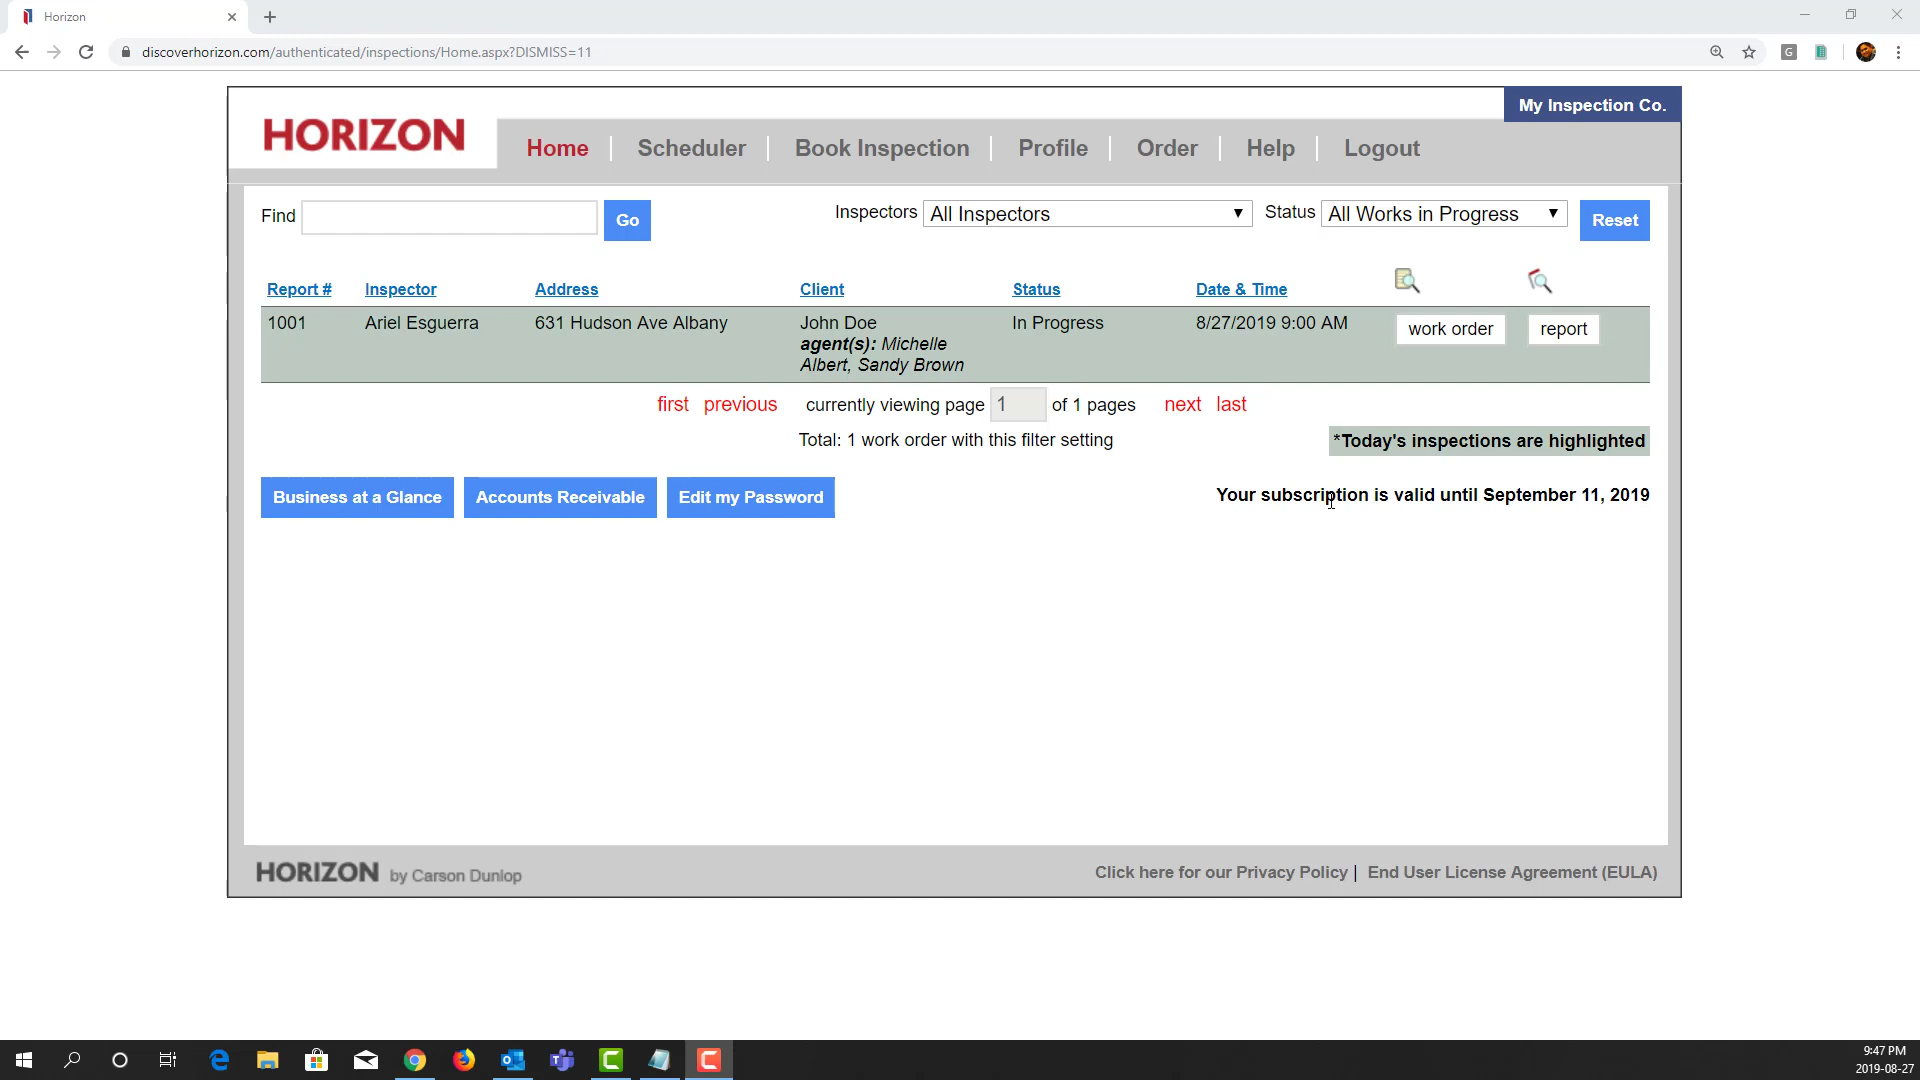 Horizon
discoverhorizon.com/authenticated/inspections/Home.aspx?DISMISS=11
My Inspection Co.
HORIZON
Home
Scheduler
Book Inspection
Profile
Order
Help
Logout
Find
Go
Inspectors
All Inspectors
Status
All Works in Progress
Reset
Report #
Inspector
Address
Client
Status
Date & Time
1001
Ariel Esguerra
631 Hudson Ave Albany
John Doe
agent(s): Michelle
Albert, Sandy Brown
In Progress
8/27/2019 9:00 AM
work order
report
first previous currently viewing page 1 of 1 pages next last
Total: 1 work order with this filter setting
*Today's inspections are highlighted
Business at a Glance
Accounts Receivable
Edit my Password
Your subscription is valid until September 11, 2019
HORIZON by Carson Dunlop
Click here for our Privacy Policy | End User License Agreement (EULA)
9:47 PM
2019-08-27